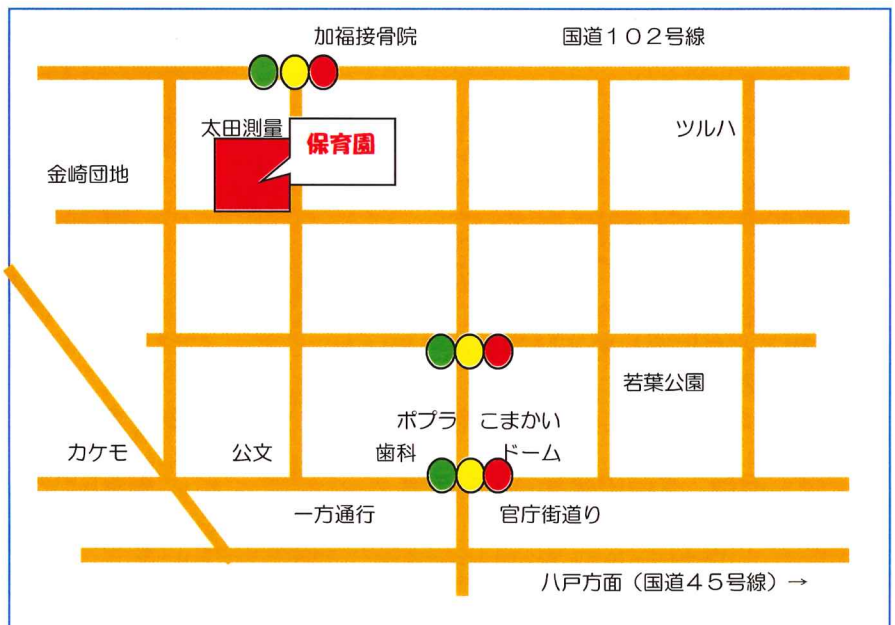 加福接骨院
国道１０２号線
太田測量
保育園
ツルハ
金崎団地
若葉公園
ポプラ
歯科
こまかい
ドーム
カケモ
公文
一方通行
官庁街道り
八戸方面（国道４５号線）→